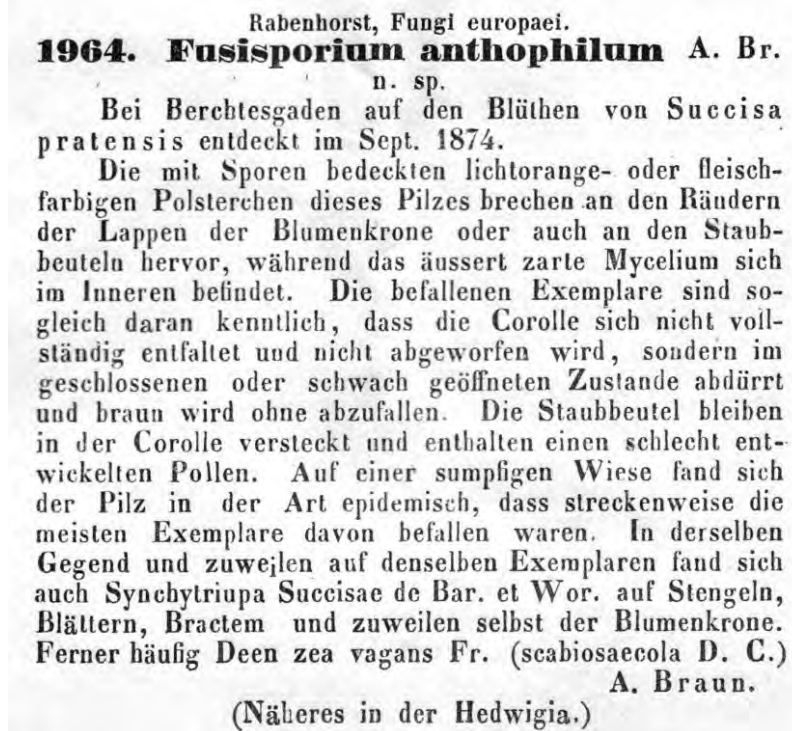 Rabenhorst, Fungi europaei.
1964. Fusisporium anthophilum A. Br.
n. sp.
Bei Berchtesgaden auf den Blüthen von Succisa
pratensis entdeckt im Sept. 1874.
Die mit Sporen bedeckten lichtorange- oder fleisch-
farbigen Polsterchen dieses Pilzes brechen an den Rändern
der Lappen der Blumenkrone oder auch an den Staub-
beuteln hervor, während das äussert zarte Mycelium sich
im Inneren befindet. Die befallenen Exemplare sind so-
gleich daran kenntlich, dass die Corolle sich nicht voll-
ständig entfaltet und nicht abgeworfen wird, sondern im
geschlossenen oder schwach geöffneten Zustande abdürrt
und braun wird ohne abzufallen. Die Staubbeutel bleiben
in der Corolle versteckt und enthalten einen schlecht ent-
wickelten Pollen. Auf einer sumpfigen Wiese fand sich
der Pilz in der Art epidemisch, dass streckenweise die
meisten Exemplare davon befallen waren. In derselben
Gegend und zuweilen auf denselben Exemplaren fand sich
auch Synchytriupa Succisae de Bar. et Wor. auf Stengeln,
Blättern, Bractem und zuweilen selbst der Blumenkrone.
Ferner häufig Deen zea vagans Fr. (scabiosaecola D. C.)
A. Braun.
(Näheres in der Hedwigia.)